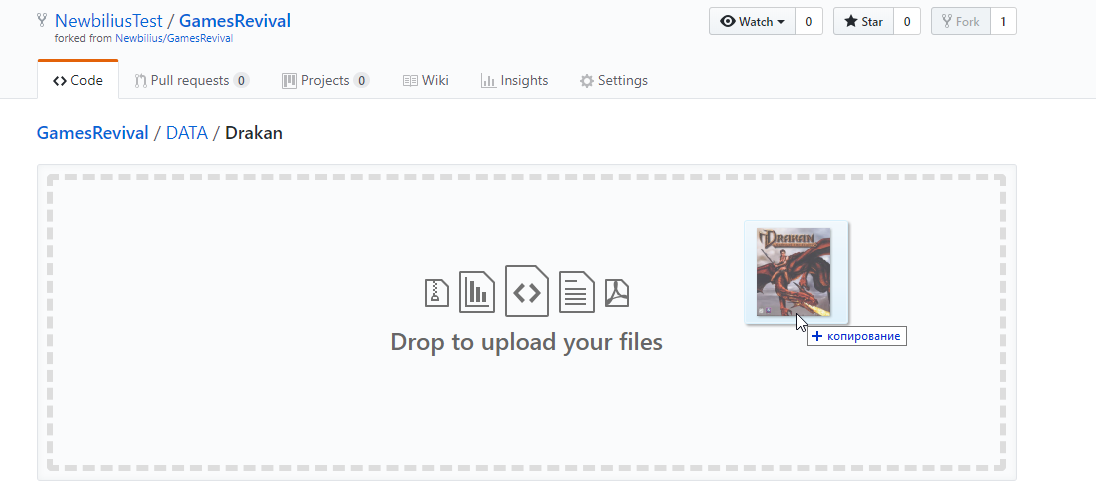 NewbiliusTest / GamesRevival
forked from Newbilius/GamesRevival
Watch 0
Star 0
Fork 1
Code
Pull requests 0
Projects 0
Wiki
Insights
Settings
GamesRevival / DATA / Drakan
DRAKAN
Drop to upload your files
+ копирование